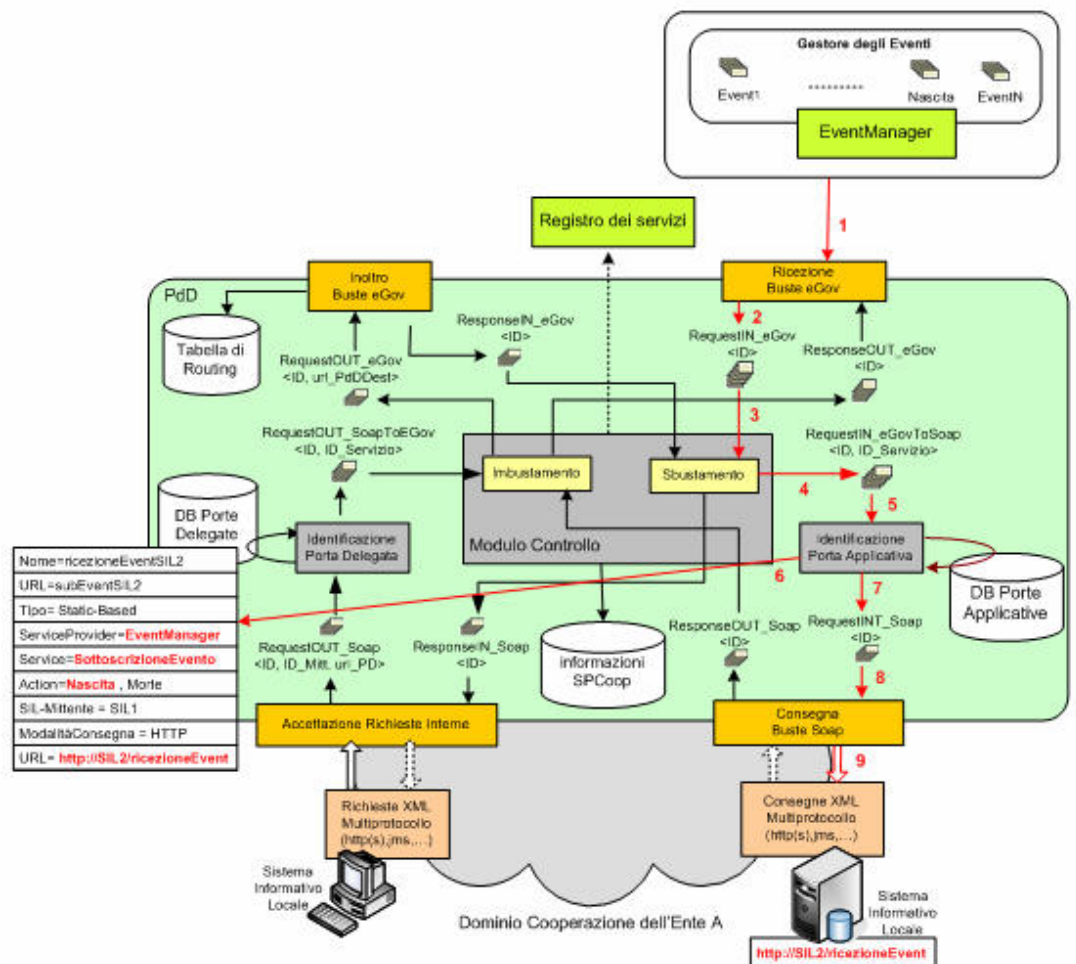 Gestore degli Eventi
Event1
.........
Nascita
EventN
EventManager
1
Registro dei servizi
Inoltro
Buste eGov
Ricezione
Buste eGov
PdD
2
Tabella di
Routing
ResponseIN_eGov
<ID>
RequestIN_eGov
<ID>
ResponseOUT_eGov
<ID>
RequestOUT_eGov
<ID, url_PdDDest>
3
RequestOUT_SoapToEGov
<ID, ID_Servizio>
RequestIN_eGovToSoap
<ID, ID_Servizio>
Imbustamento
Sbustamento
4
5
DB Porte
Delegate
Identificazione
Porta Delegata
Modulo Controllo
Identificazione
Porta Applicativa
6
7
DB Porte
Applicative
Nome=ricezioneEventSIL2
URL=subEventSIL2
Tipo= Static-Based
ServiceProvider=EventManager
Service=SottoscrizioneEvento
Action=Nascita , Morte
SIL-Mittente = SIL1
ModalitàConsegna = HTTP
URL= http://SIL2/ricezioneEvent
RequestOUT_Soap
<ID, ID_Mitt, url_PD>
ResponseIN_Soap
<ID>
informazioni
SPCoop
ResponseOUT_Soap
<ID>
RequestINT_Soap
<ID>
8
Accettazione Richieste Interne
Consegna
Buste Soap
9
Richieste XML
Multiprotocollo
(http(s),jms,...)
Consegne XML
Multiprotocollo
(http(s),jms,...)
Sistema
Informativo
Locale
Dominio Cooperazione dell'Ente A
Sistema
Informativo
Locale
http://SIL2/ricezioneEvent